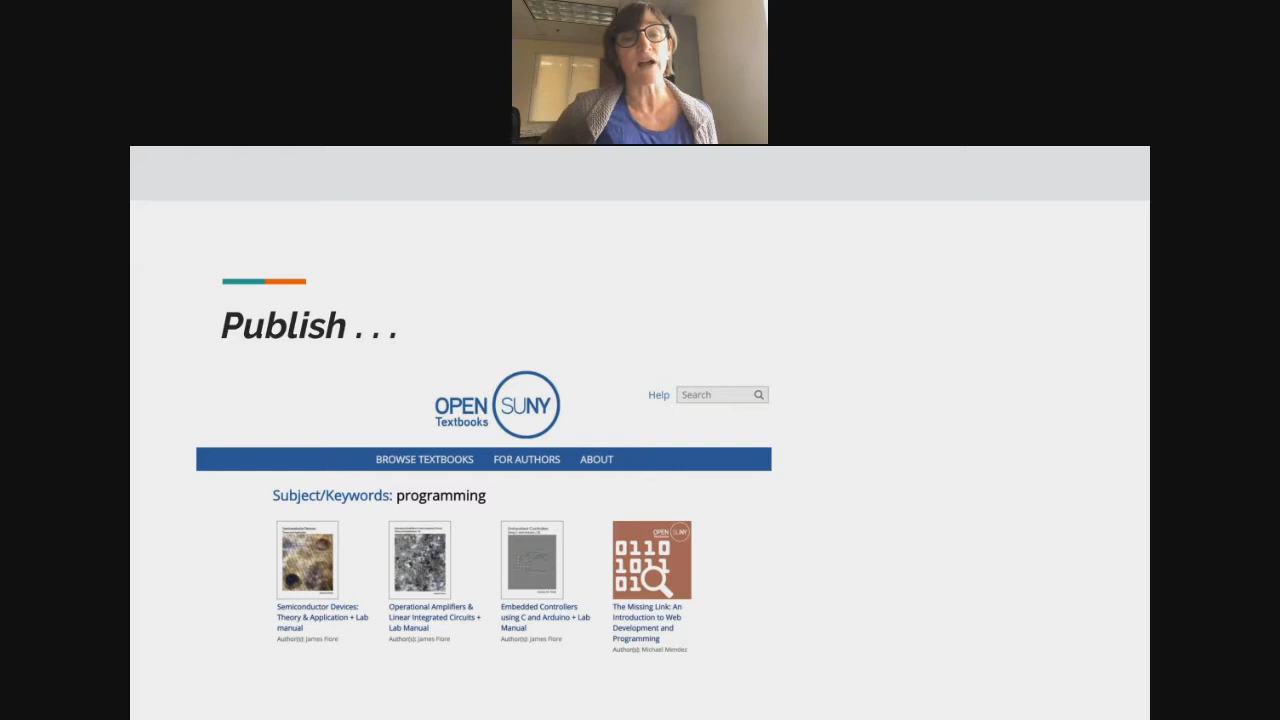 Publish . . .
OPEN SUNY
Textbooks
Help
Search
BROWSE TEXTBOOKS FOR AUTHORS ABOUT
Subject/Keywords: programming
Semiconductor Devices:
Theory & Application + Lab
manual
Author(s): James Fiore
Operational Amplifiers &
Linear Integrated Circuits +
Lab Manual
Author(s): James Fiore
Embedded Controllers
using C and Arduino + Lab
Manual
Author(s): James Fiore
OPEN SUNY
0110
1011
01
The Missing Link: An
Introduction to Web
Development and
Programming
Author(s): Michael Mendez